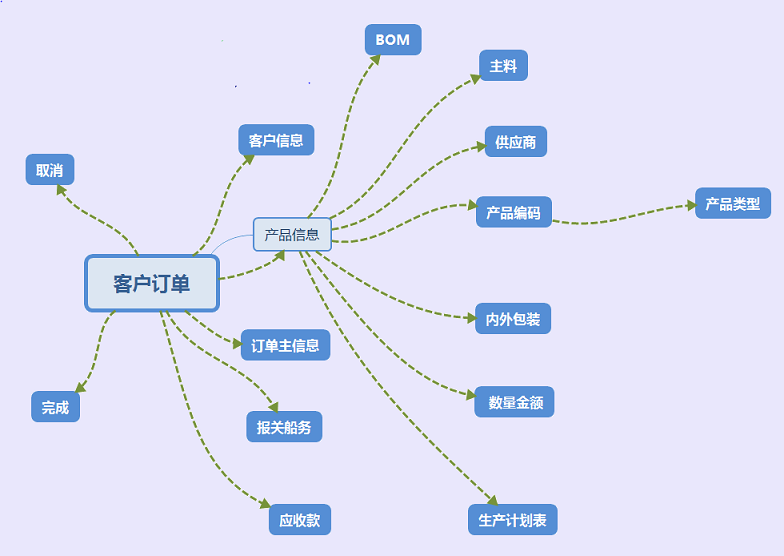 BOM
主料
客户信息
供应商
取消
产品编码
产品类型
产品信息
客户订单
内外包装
订单主信息
完成
数量金额
报关船务
应收款
生产计划表